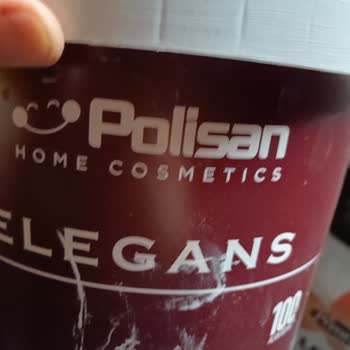 Polisan
HOME COSMETICS
ELEGANS
100